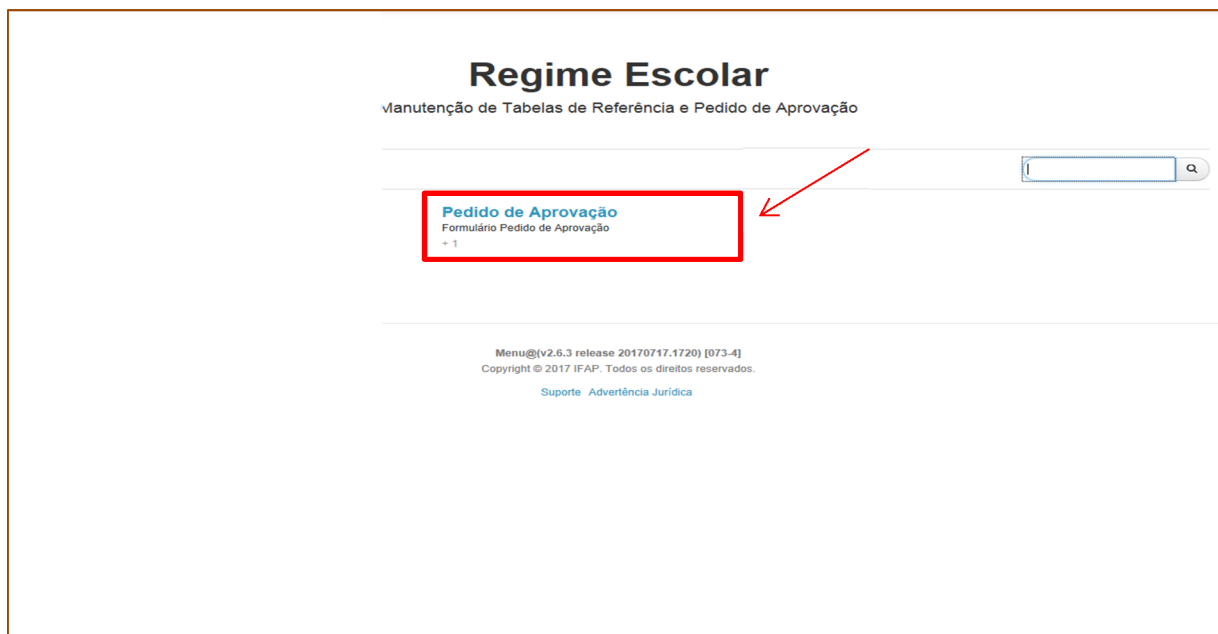 Regime Escolar
Manutenção de Tabelas de Referência e Pedido de Aprovação
Pedido de Aprovação
Formulário Pedido de Aprovação
+ 1
Menu@(v2.6.3 release 20170717.1720) [073-4]
Copyright © 2017 IFAP. Todos os direitos reservados.
Suporte Advertência Jurídica